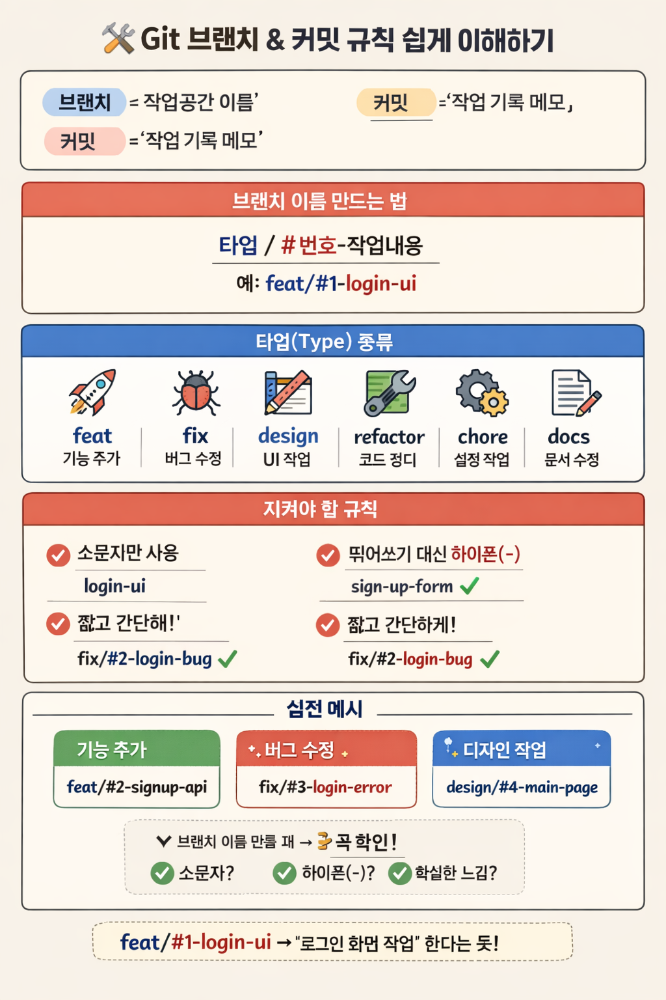 Git 브랜치 & 커밋 규칙 쉽게 이해하기
브랜치 = 작업공간 이름’
커밋 =‘작업 기록 메모」
커밋 =‘작업 기록 메모’
브랜치 이름 만드는 법
타업 / #번호-작업내용
예: feat/#1-login-ui
타업(Type) 종류
feat
기능 추가
fix
버그 수정
design
UI 작업
refactor
코드 정디
chore
설정 작업
docs
문서 수정
지켜야 함 규칙
소문자만 사용
login-ui
뛰어쓰기 대신 하이폰(-)
sign-up-form
짧고 간단해!'
fix/#2-login-bug
짧고 간단하게!
fix/#2-login-bug
심전 예시
기능 추가
feat/#2-signup-api
버그 수정
fix/#3-login-error
디자인 작업
design/#4-main-page
브랜치 이름 만들 재 → 곡 학인!
소문자?
하이폰(-)?
학실한 느깁?
feat/#1-login-ui → “로그인 화먼 작업” 한다는 돗!